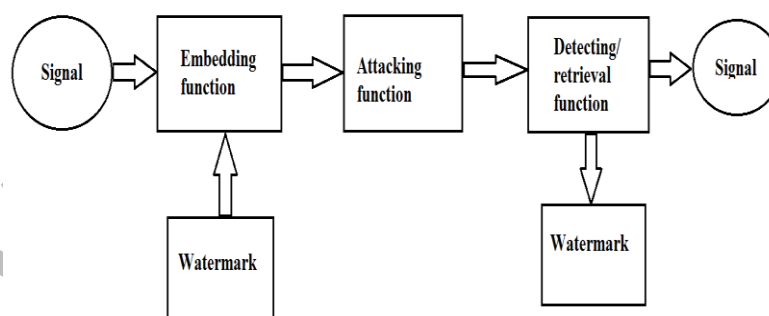 Signal
Embedding
function
Attacking
function
Detecting/
retrieval
function
Signal
Watermark
Watermark